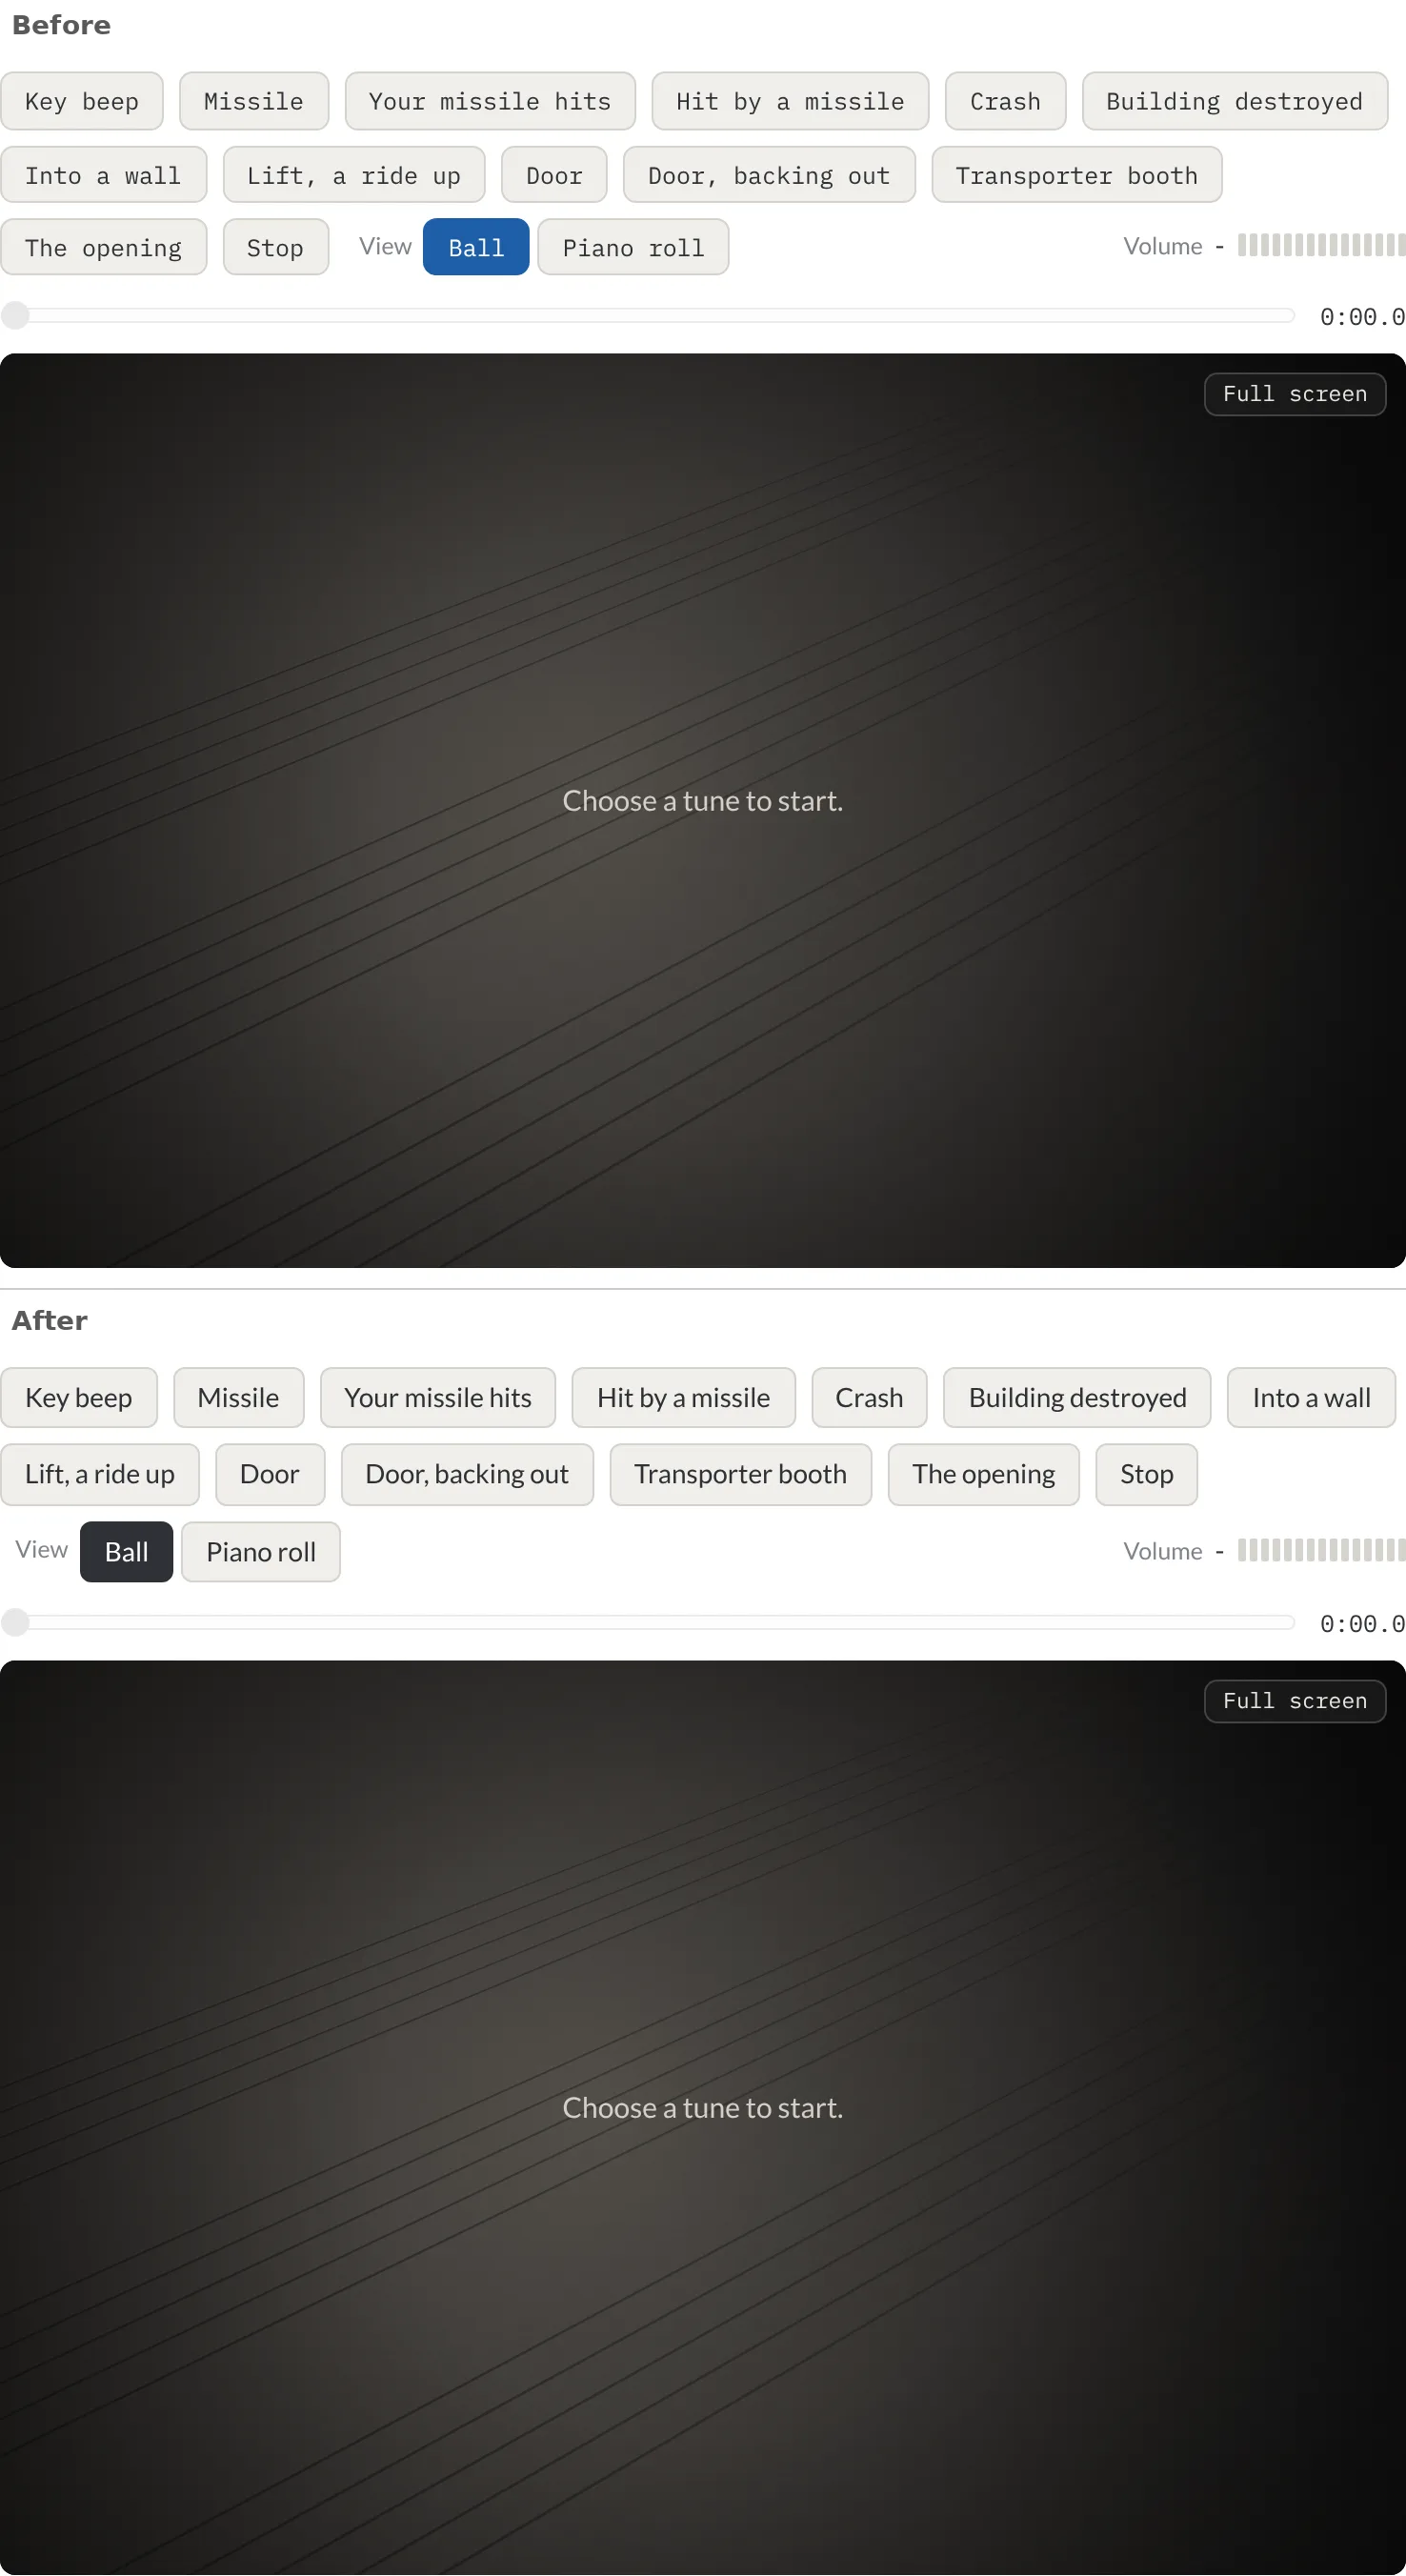 Before
Key beep Missile Your missile hits Hit by a missile Crash Building destroyed
Into a wall Lift, a ride up Door Door, backing out Transporter booth
The opening Stop View Ball Piano roll Volume -
0:00.0
Full screen
Choose a tune to start.
After
Key beep Missile Your missile hits Hit by a missile Crash Building destroyed Into a wall
Lift, a ride up Door Door, backing out Transporter booth The opening Stop
View Ball Piano roll Volume -
0:00.0
Full screen
Choose a tune to start.